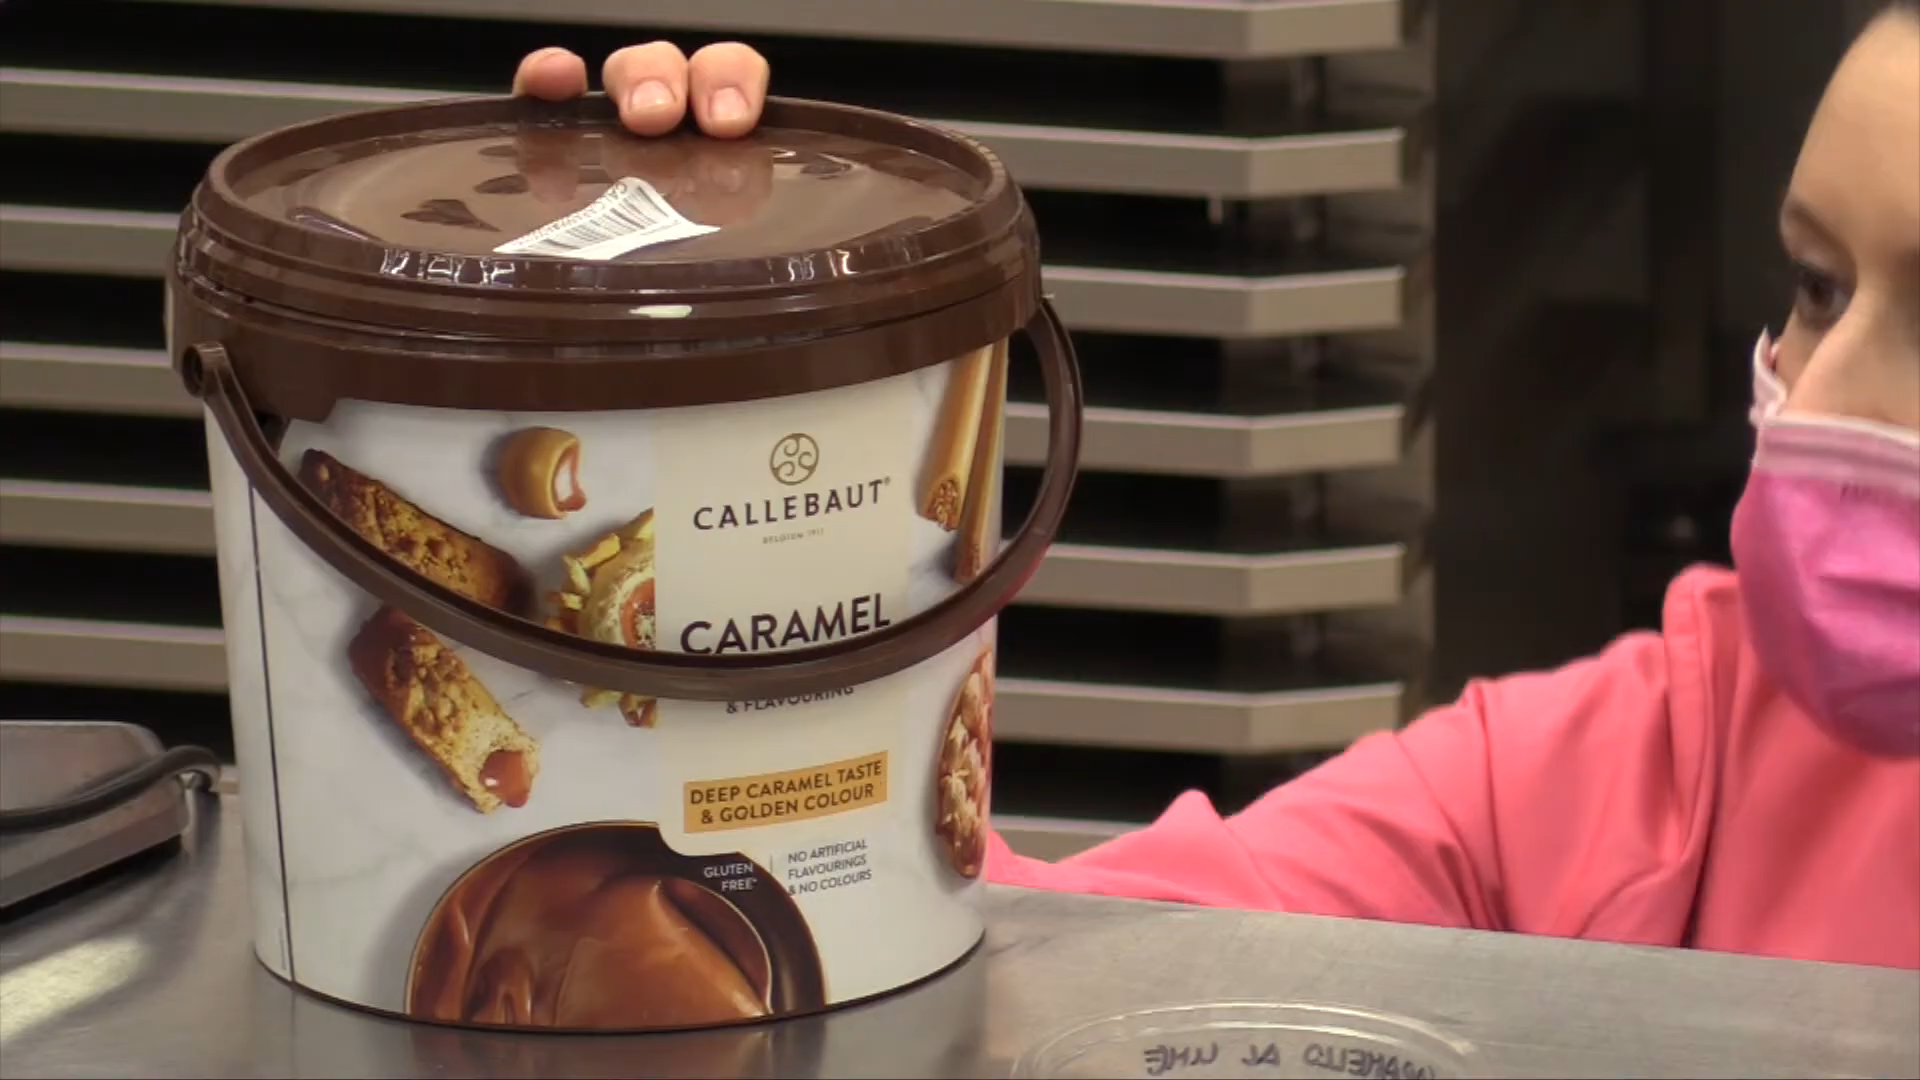 CALLEBAUT®
BELGIUM 1911
CARAMEL
& FLAVOURING
DEEP CARAMEL TASTE
& GOLDEN COLOUR
GLUTEN
FREE*
NO ARTIFICIAL
FLAVOURINGS
& NO COLOURS